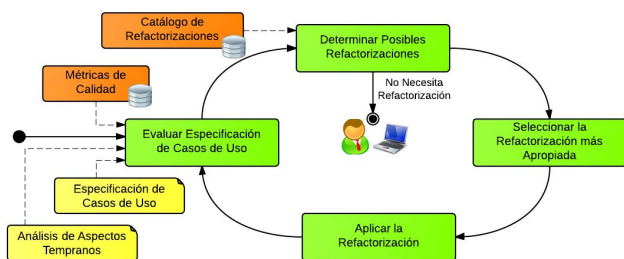 Catálogo de
Refactorizaciones
Determinar Posibles
Refactorizaciones
Métricas de
Calidad
No Necesita
Refactorización
Evaluar Especificación
de Casos de Uso
Seleccionar la
Refactorización más
Apropiada
Especificación de
Casos de Uso
Análisis de Aspectos
Tempranos
Aplicar la
Refactorización